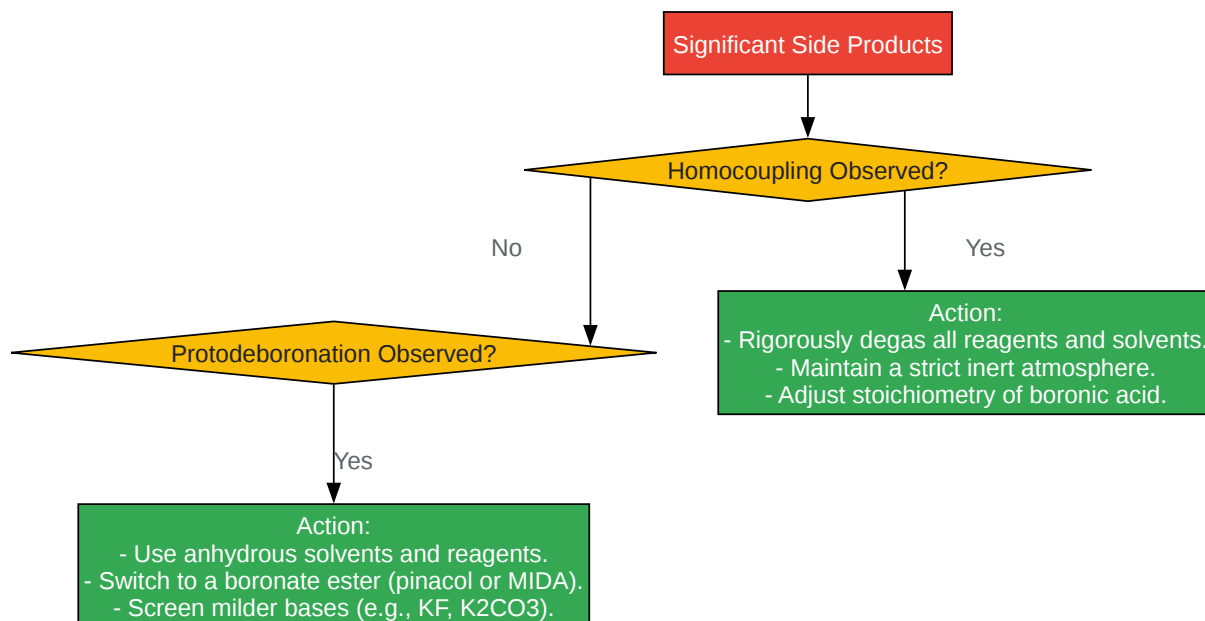 Significant Side Products
Homocoupling Observed?
No
Yes
Action:
- Rigorously degas all reagents and solvents.
- Maintain a strict inert atmosphere.
- Adjust stoichiometry of boronic acid.
Protodeboronation Observed?
Yes
Action:
- Use anhydrous solvents and reagents.
- Switch to a boronate ester (pinacol or MIDA).
- Screen milder bases (e.g., KF, K2CO3).